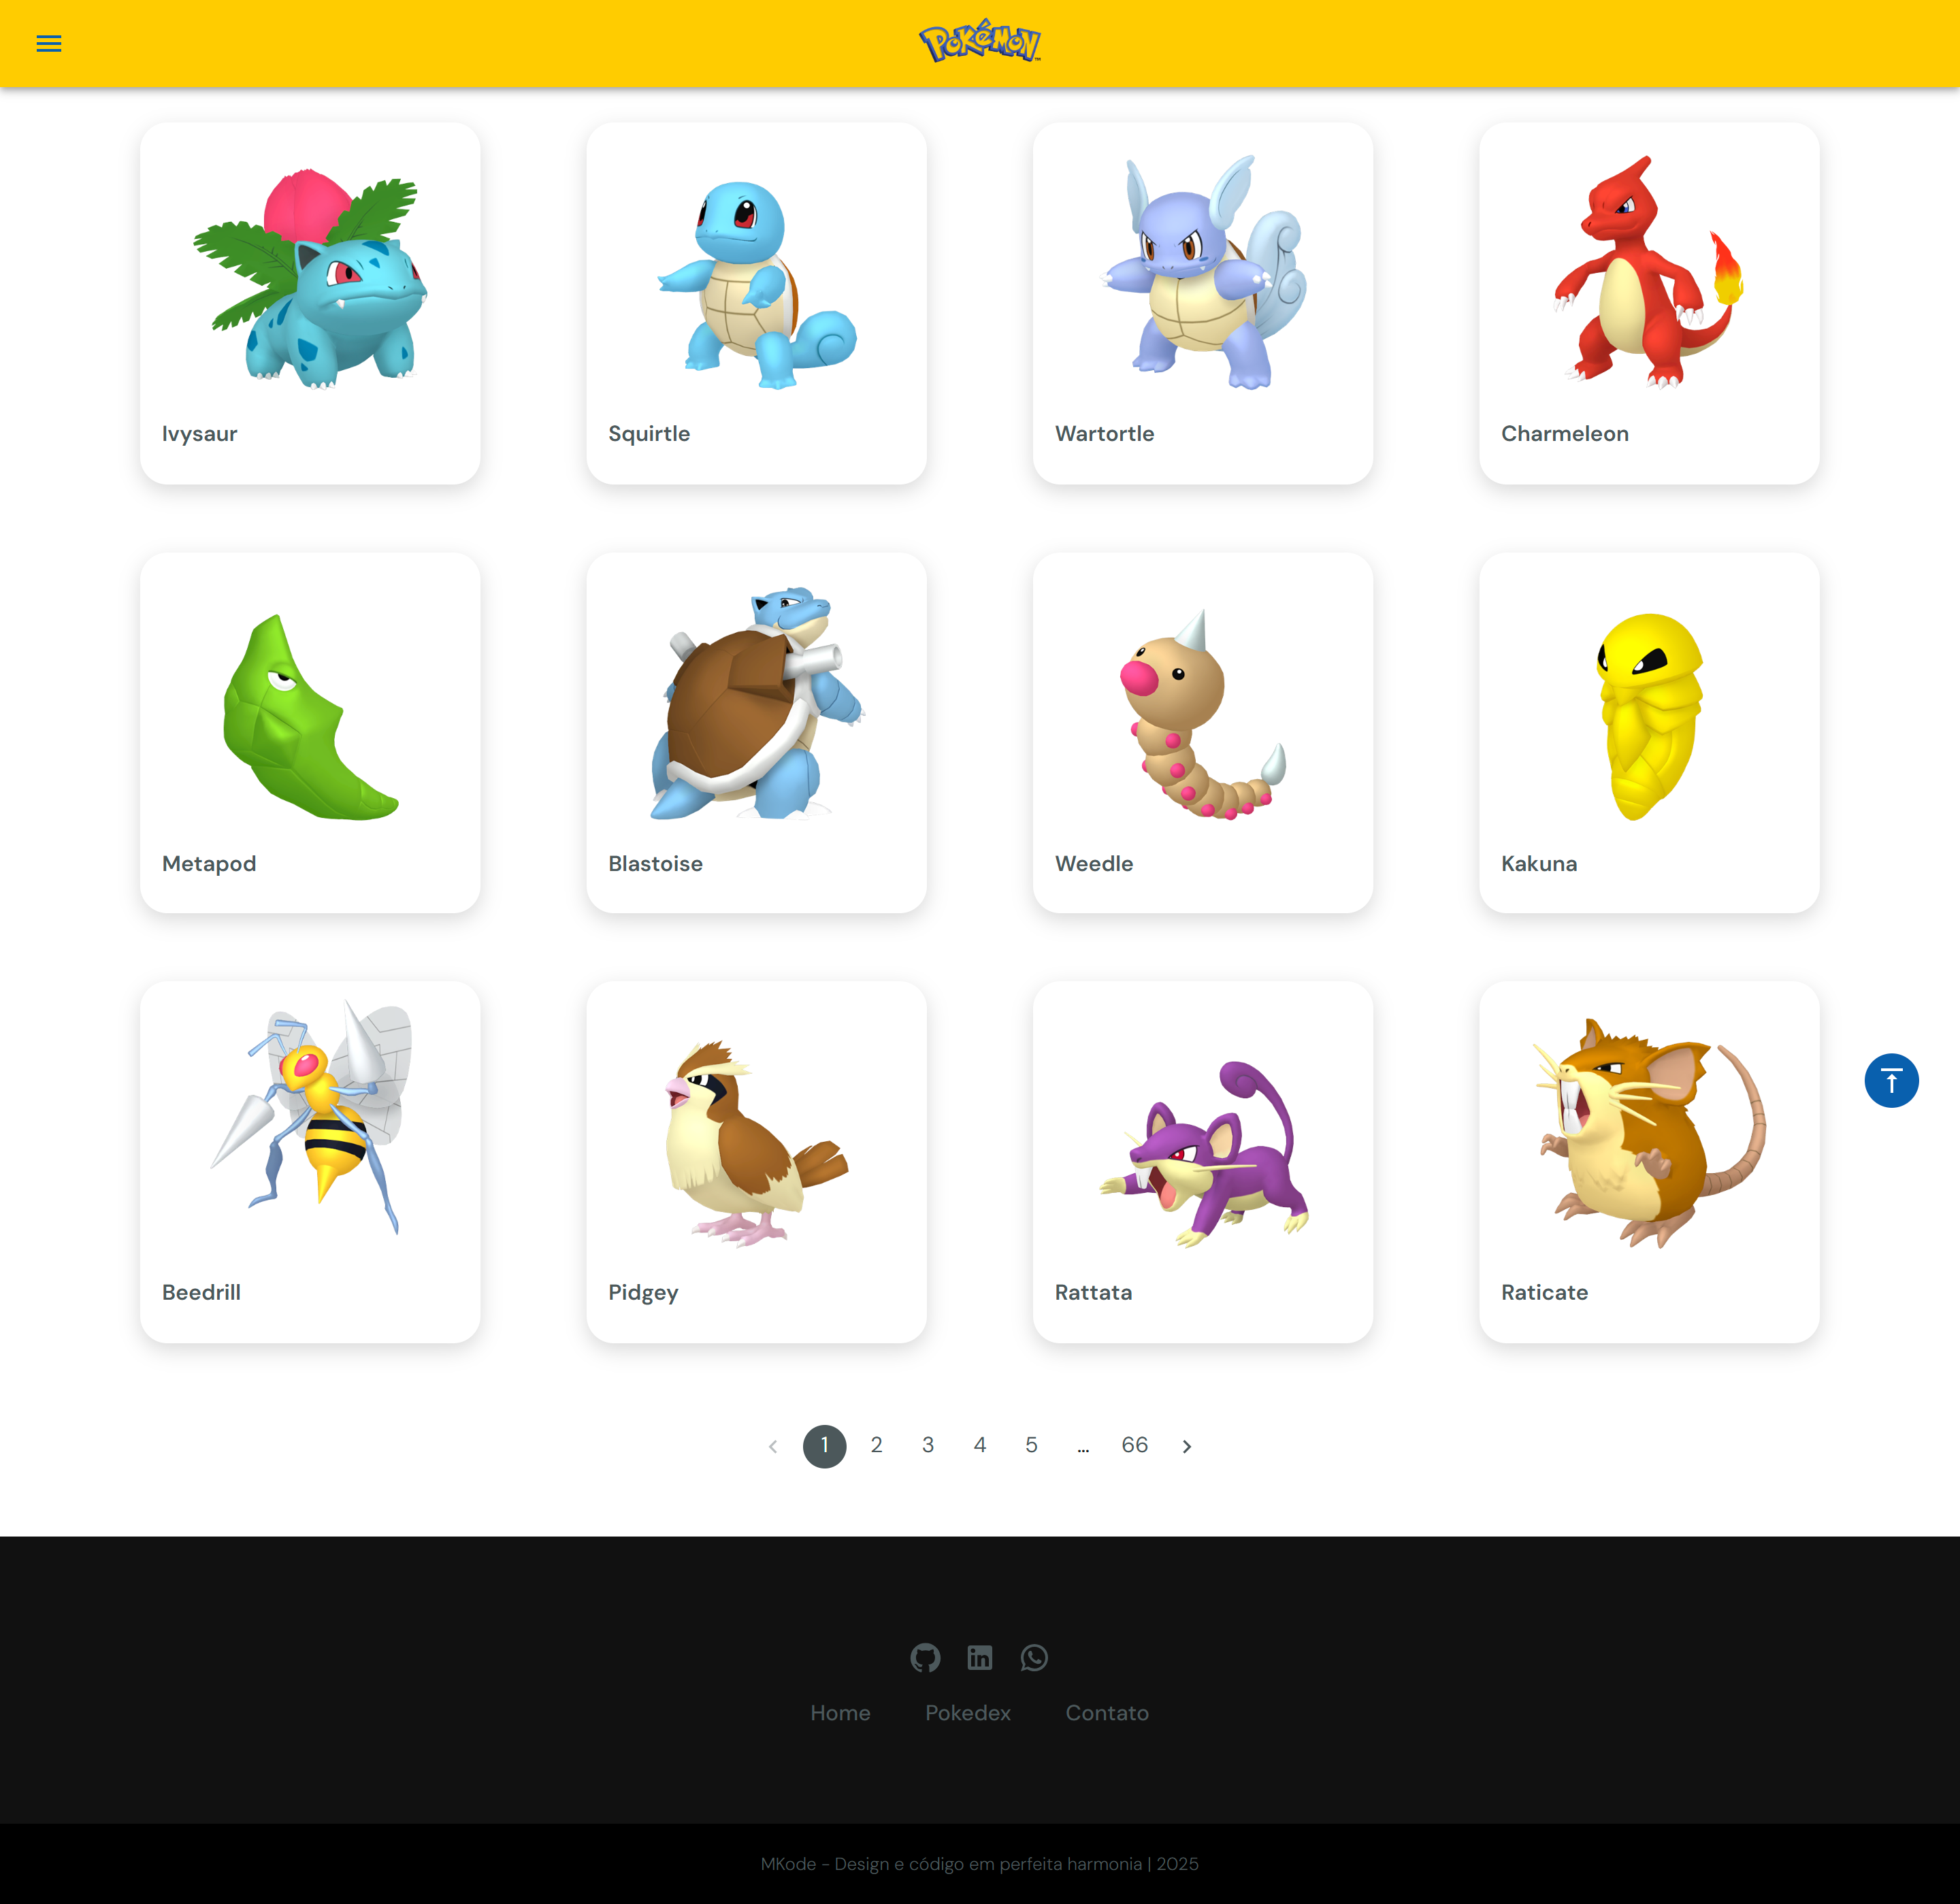 POKéMON™
Ivysaur
Squirtle
Wartortle
Charmeleon
Metapod
Blastoise
Weedle
Kakuna
Beedrill
Pidgey
Rattata
Raticate
1 2 3 4 5 ... 66
Home Pokedex Contato
MKode - Design e código em perfeita harmonia | 2025